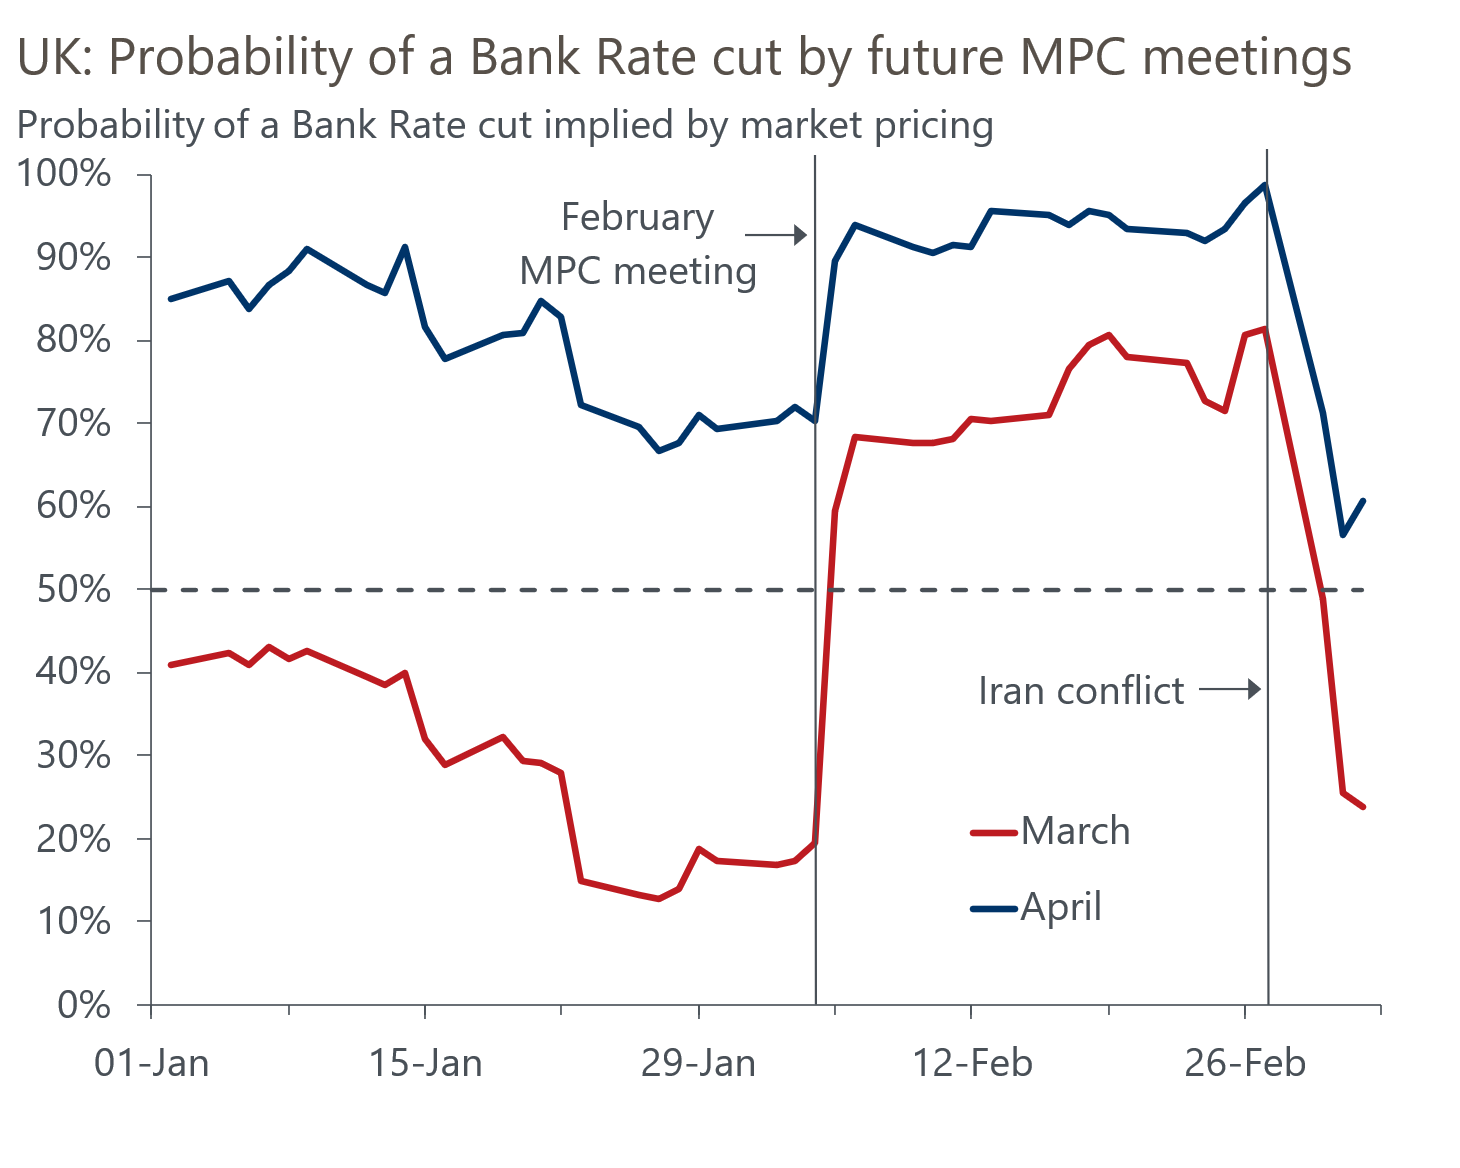 UK: Probability of a Bank Rate cut by future MPC meetings
Probability of a Bank Rate cut implied by market pricing
100%
90%
80%
70%
60%
50%
40%
30%
20%
10%
0%
February
MPC meeting
Iran conflict
March
April
01-Jan
15-Jan
29-Jan
12-Feb
26-Feb